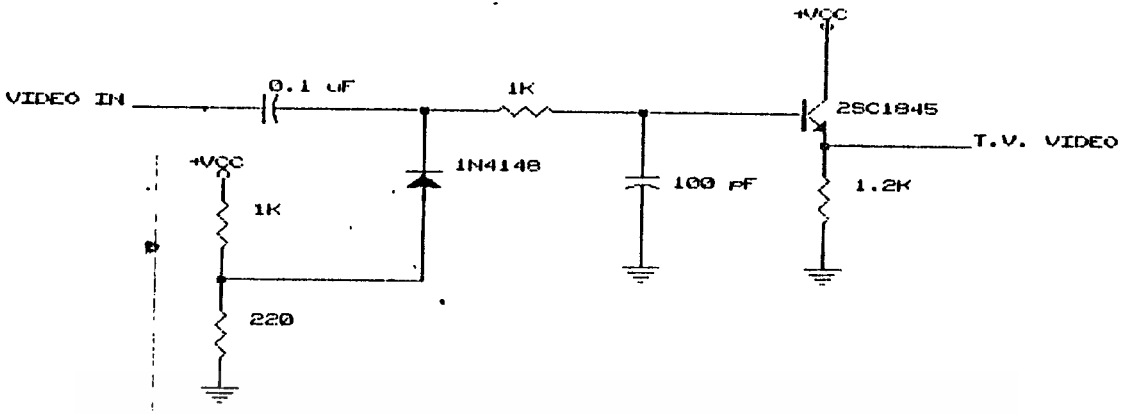 +VCC
VIDEO IN
0.1 uF
1K
2SC1845
T.V. VIDEO
+VCC
1N4148
100 pF
1.2K
1K
220